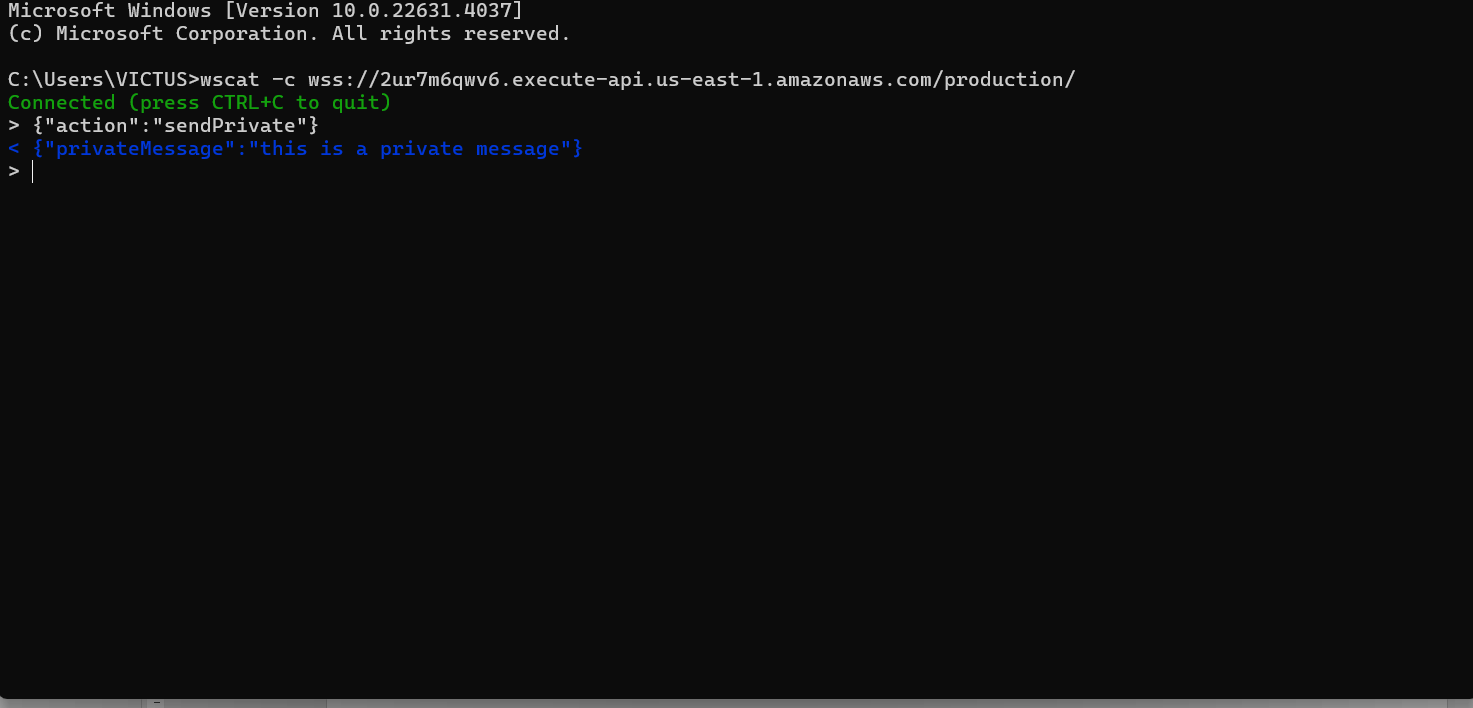 Microsoft Windows [Version 10.0.22631.4037]
(c) Microsoft Corporation. All rights reserved.
C:\Users\VICTUS>wscat -c wss://2ur7m6qwv6.execute-api.us-east-1.amazonaws.com/production/
Connected (press CTRL+C to quit)
> {"action":"sendPrivate"}
< {"privateMessage":"this is a private message"}
>